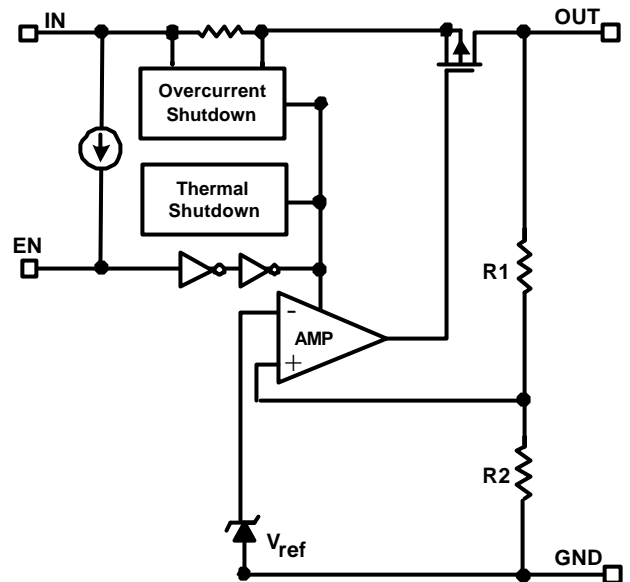 IN
OUT
Overcurrent
Shutdown
Thermal
Shutdown
EN
R1
-
AMP
+
R2
Vref
GND